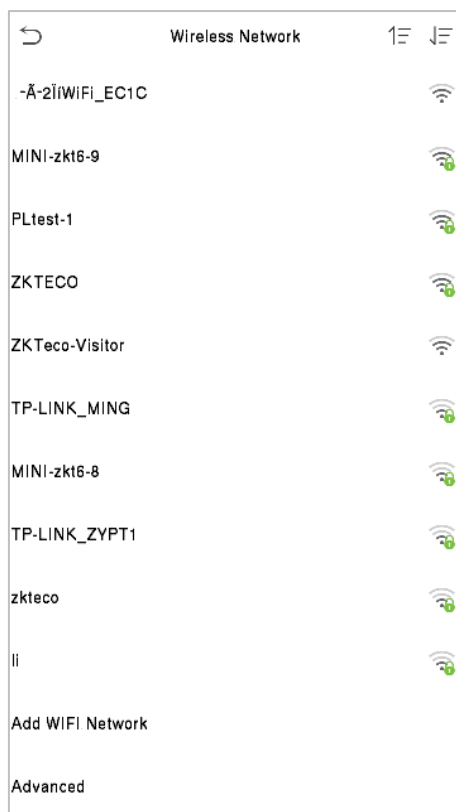 Wireless Network
.-Ã-2ÏíWiFi_EC1C
MINI-zkt6-9
PLtest-1
ZKTECO
ZKTeco-Visitor
TP-LINK_MING
MINI-zkt6-8
TP-LINK_ZYPT1
zkteco
li
Add WIFI Network
Advanced